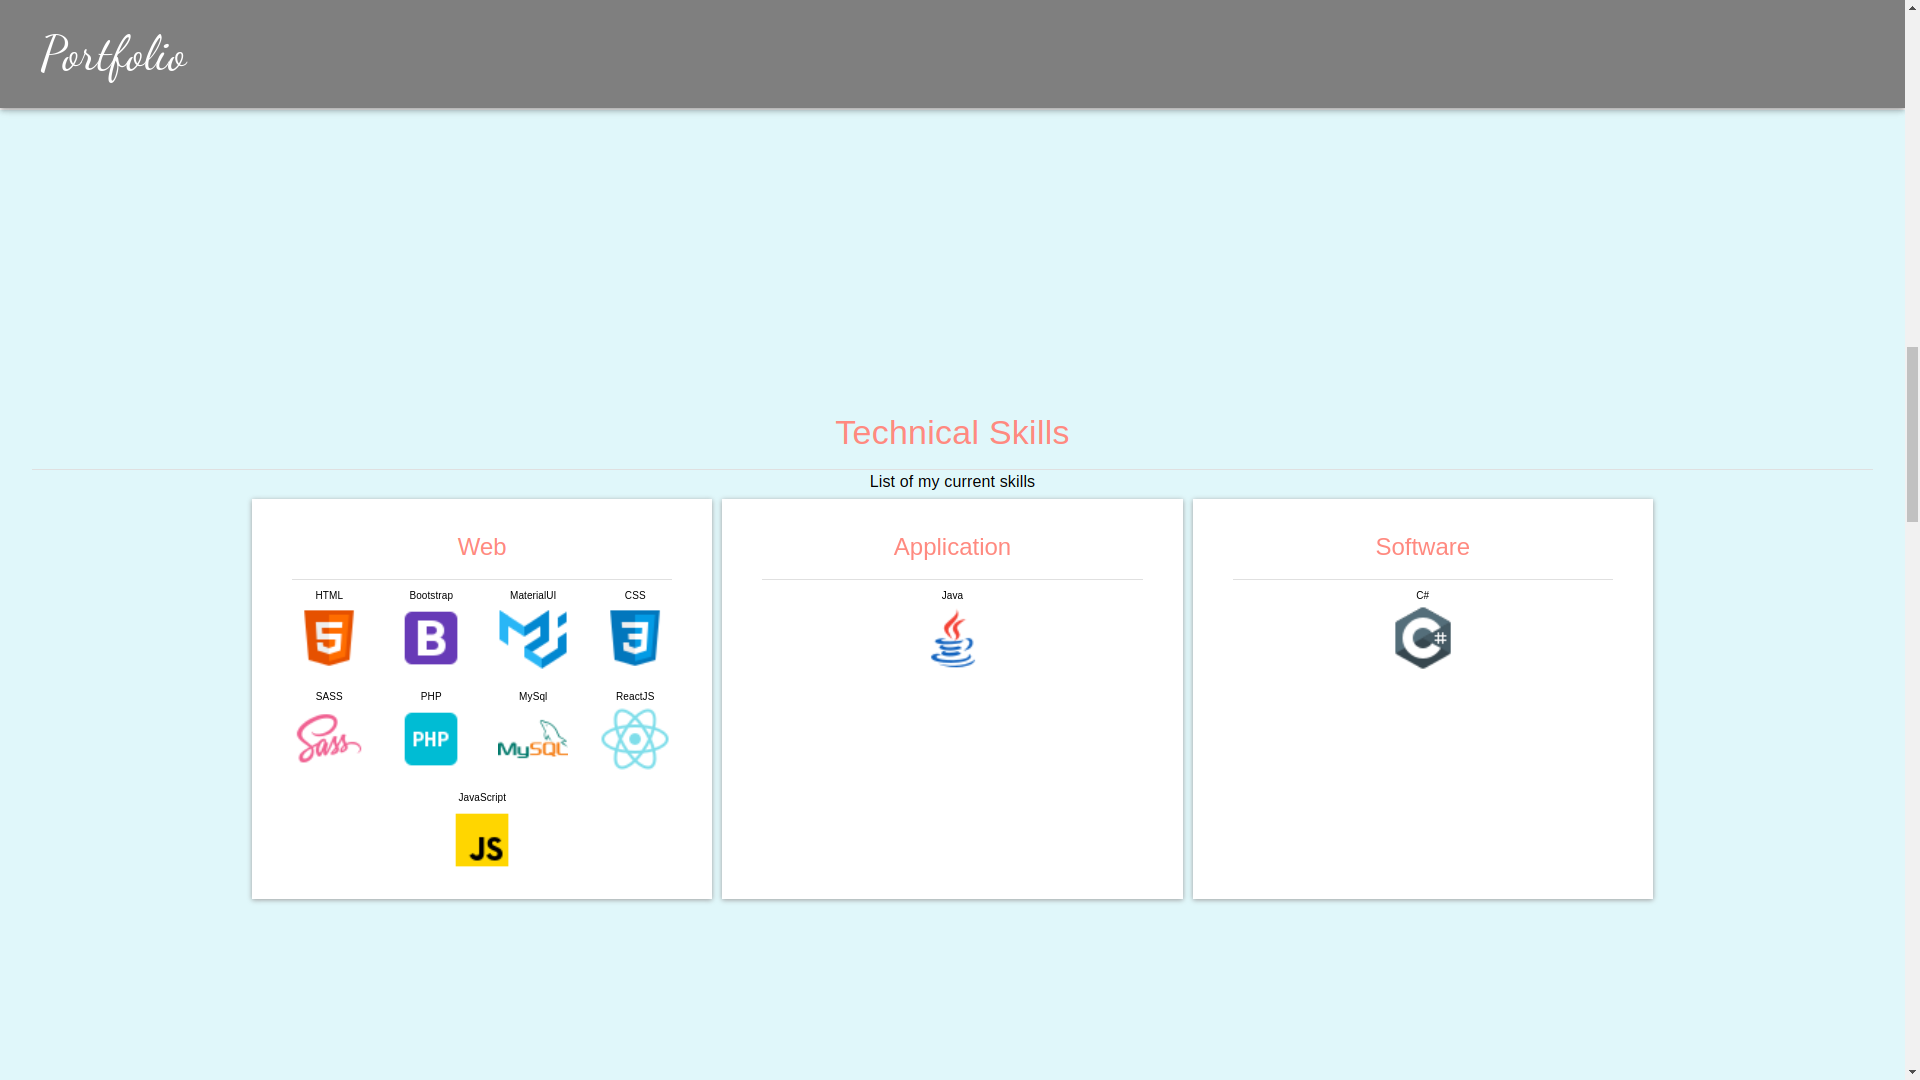 Portfolio
Technical Skills
List of my current skills
Web
HTML
Bootstrap
MaterialUI
CSS
5
B
3
SASS
PHP
MySql
ReactJS
Sass
PHP
MySQL
JavaScript
JS
Application
Java
Software
C#
C#